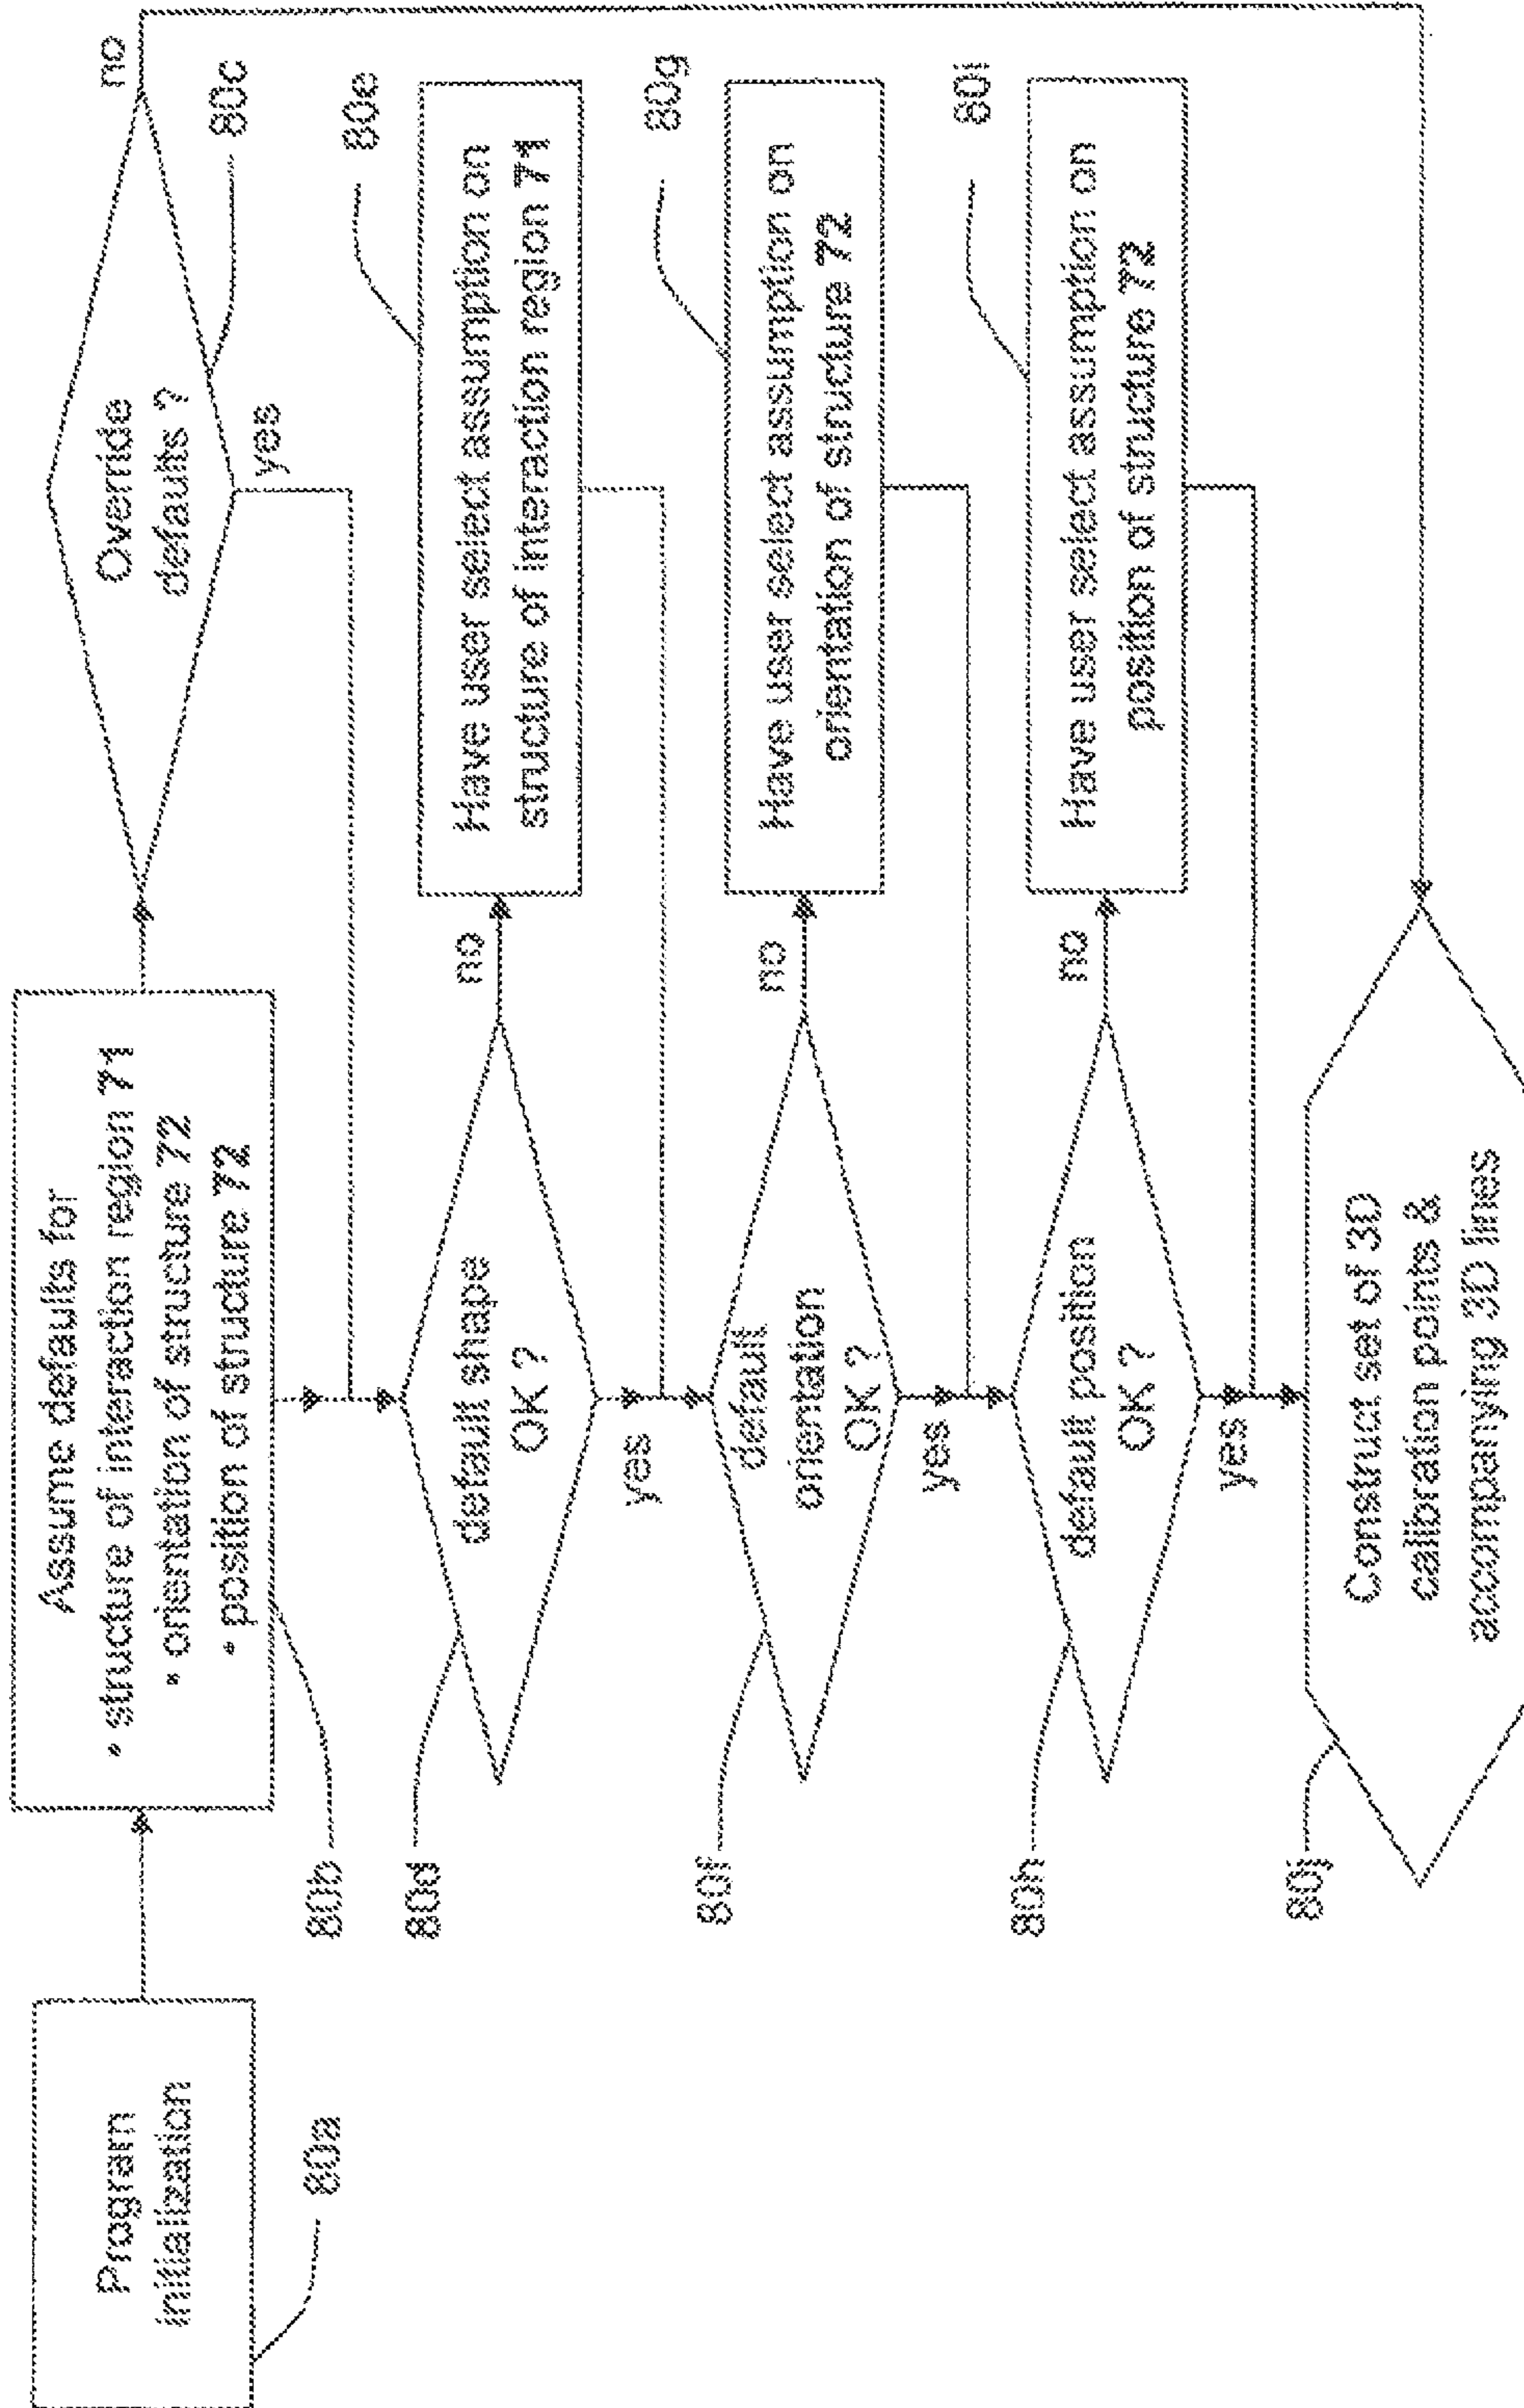 Program
initialization
80a
Assume defaults for
• structure of interaction region 71
• orientation of structure 72
• position of structure 72
80b
Override
defaults ?
no
yes
80c
default shape
OK ?
no
yes
80d
Have user select assumption on
structure of interaction region 71
80e
default
orientation
OK ?
no
yes
80f
Have user select assumption on
orientation of structure 72
80g
default position
OK ?
no
yes
80h
Have user select assumption on
position of structure 72
80i
Construct set of 3D
calibration points &
accompanying 3D lines
80j